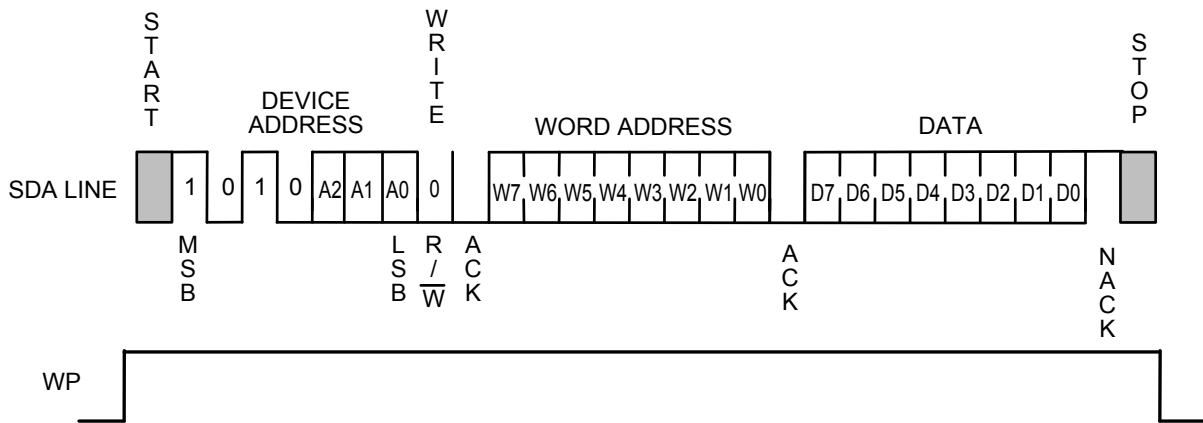 START
WRITE
STOP
DEVICE
ADDRESS
WORD ADDRESS
DATA
SDA LINE
1 0 1 0 A2 A1 A0 0 W7 W6 W5 W4 W3 W2 W1 W0 D7 D6 D5 D4 D3 D2 D1 D0
MSB
LSB
R/W
ACK
ACK
NACK
WP